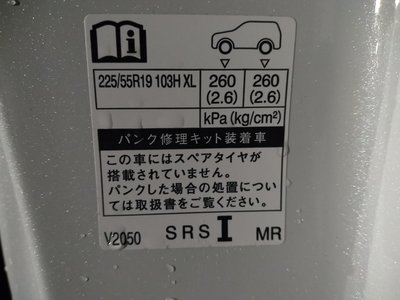 225/55R19 103H XL 260 (2.6) 260 (2.6)
kPa (kg/cm²)
パンク修理キット装着車
この車にはスペアタイヤが
搭載されていません。
パンクした場合の処置につい
ては取扱書をご覧ください。
V2050 SRS I MR